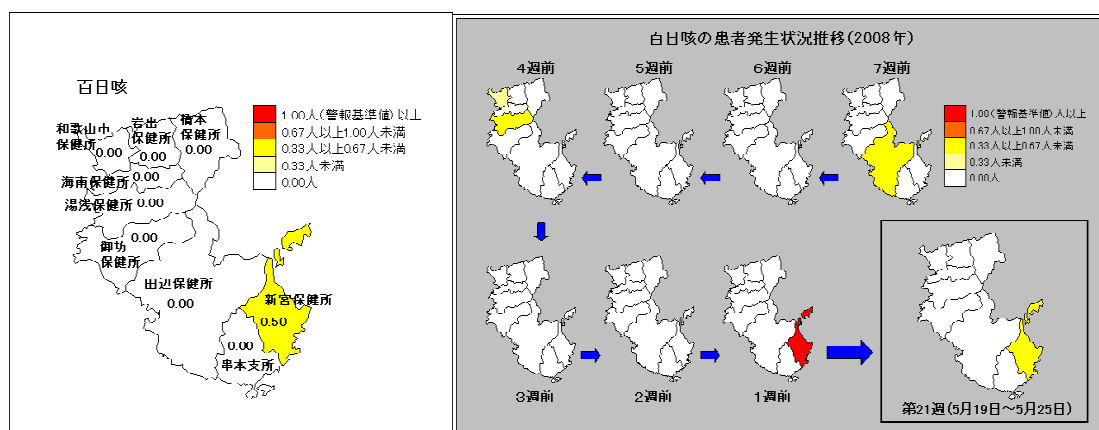 百日咳
和歌山市
保健所
0.00
岩出
保健所
0.00
橋本
保健所
0.00
海南保健所
0.00
湯浅保健所
0.00
御坊
保健所
0.00
田辺保健所
0.00
新宮保健所
0.50
0.00
串本支所
1.00人(警報基準値)以上
0.67人以上1.00人未満
0.33人以上0.67人未満
0.33人未満
0.00人
百日咳の患者発生状況推移(2008年)
4週前
5週前
6週前
7週前
1.00(警報基準値)人以上
0.67人以上1.00人未満
0.33人以上0.67人未満
0.33人未満
0.00人
3週前
2週前
1週前
第21週(5月19日～5月25日)